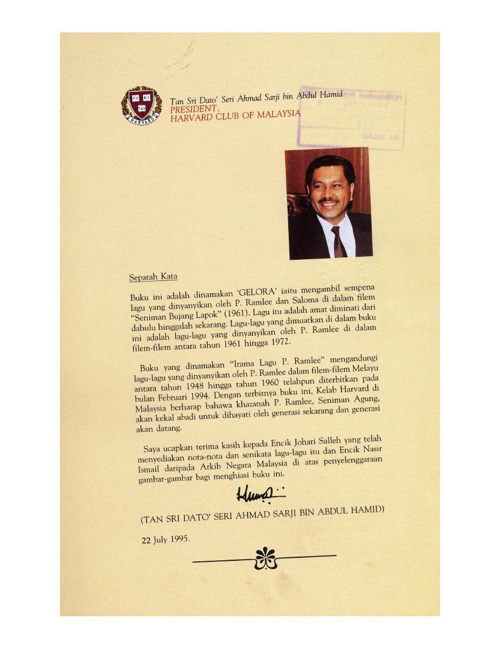 Tan Sri Dato' Seri Ahmad Sarji bin Abdul Hamid
PRESIDENT,
HARVARD CLUB OF MALAYSIA
HARVARD
Sepatah Kata
Buku ini adalah dinamakan 'GELORA' iaitu mengambil sempena
lagu yang dinyanyikan oleh P. Ramlee dan Saloma di dalam filem
"Seniman Bujang Lapok" (1961). Lagu itu adalah amat diminati dari
dahulu hinggalah sekarang. Lagu-lagu yang dimuatkan di dalam buku
ini adalah lagu-lagu yang dinyanyikan oleh P. Ramlee di dalam
filem-filem antara tahun 1961 hingga 1972.
Buku yang dinamakan "Irama Lagu P. Ramlee" mengandungi
lagu-lagu yang dinyanyikan oleh P. Ramlee dalam filem-filem Melayu
antara tahun 1948 hingga tahun 1960 telahpun diterbitkan pada
bulan Februari 1994. Dengan terbitnya buku ini, Kelab Harvard di
Malaysia berharap bahawa khazanah P. Ramlee, Seniman Agung,
akan kekal abadi untuk dihayati oleh generasi sekarang dan generasi
akan datang.
Saya ucapkan terima kasih kepada Encik Johari Salleh yang telah
menyediakan nota-nota dan senikata lagu-lagu itu dan Encik Nasir
Ismail daripada Arkib Negara Malaysia di atas penyelenggaraan
gambar-gambar bagi menghiasi buku ini.
(TAN SRI DATO' SERI AHMAD SARJI BIN ABDUL HAMID)
22 July 1995.